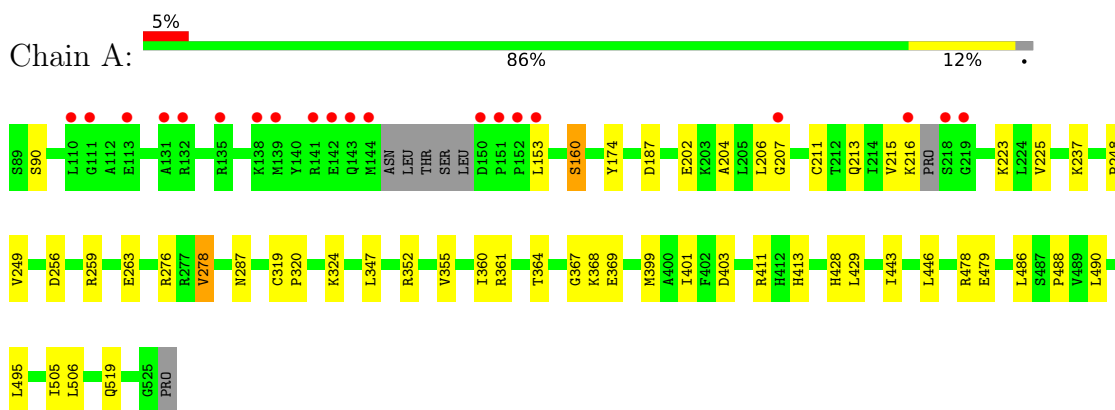 5%
Chain A:
86% 12% •
S89 S90 L110 G111 A112 E113 A131 R132 R135 K138 M139 Y140 R141 E142 Q143 M144 ASN LEU THR SER LEU D150 P151 P152 L153 S160 Y174 D187 E202 K203 A204 L205 L206 G207 C211 T212 Q213 I214 V215 K216 PRO S218 G219 K223 L224 V225 K237
V249 D256 R259 E263 R276 R277 V278 N287 C319 P320 K324 L347 R352 V355 I360 R361 T364 G367 K368 E369 M399 A400 I401 F402 D403 R411 H412 H413 H428 L429 I443 L446 R478 E479 L486 S487 P488 V489 L490
L495 I505 L506 Q519 G525 PRO